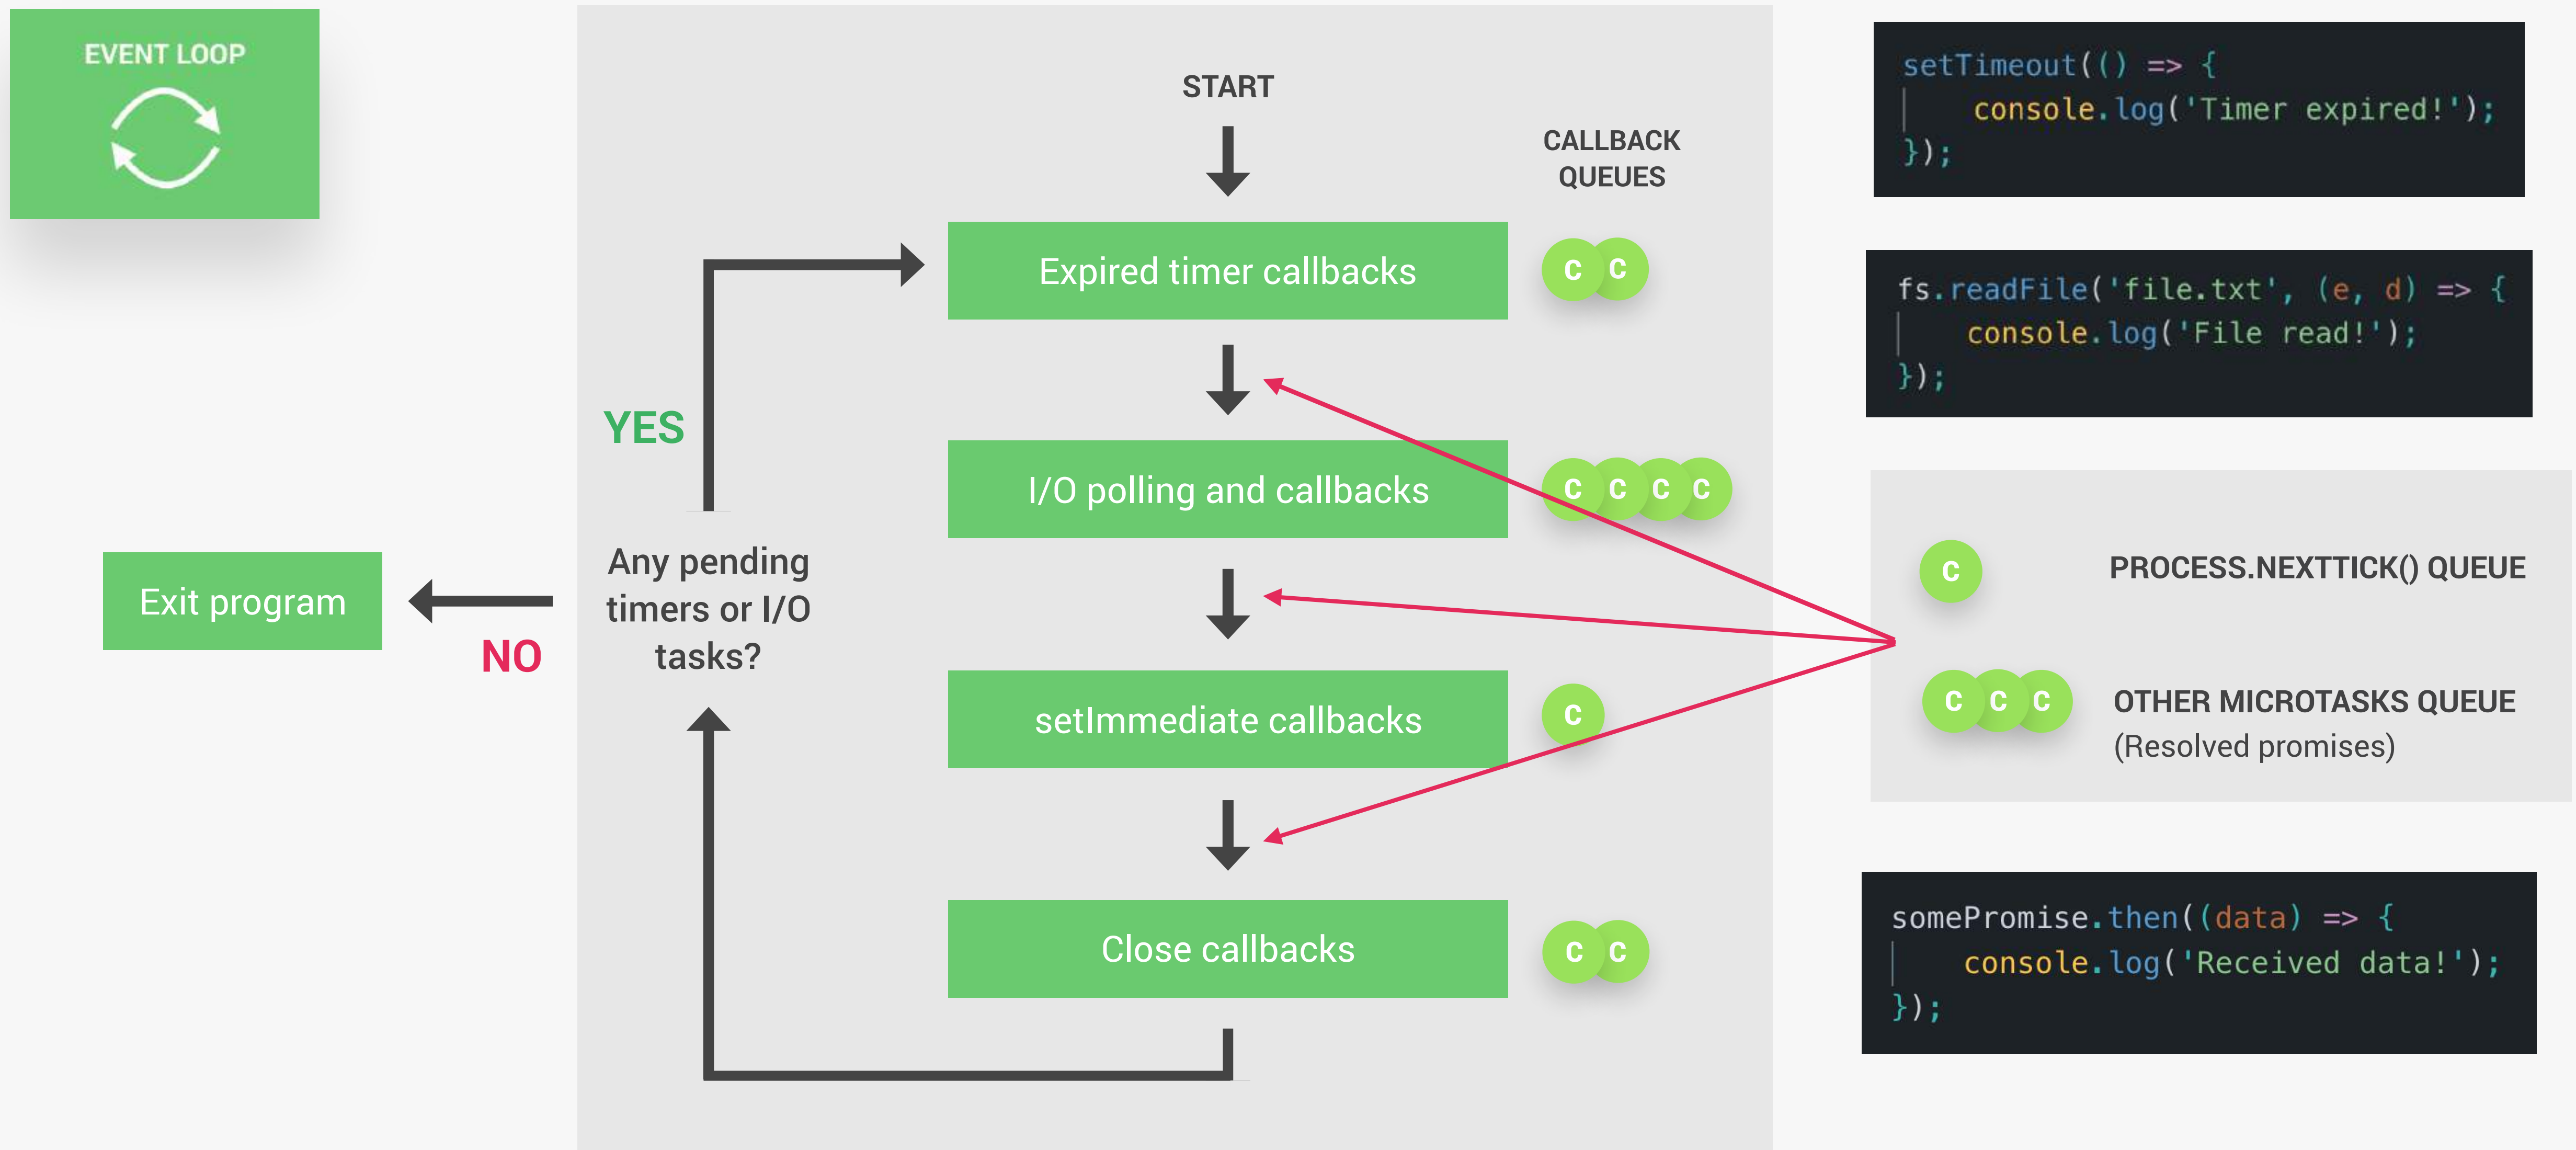 EVENT LOOP
START
CALLBACK
QUEUES
Expired timer callbacks
C C
YES
I/O polling and callbacks
C C C C
Any pending
timers or I/O
tasks?
Exit program
NO
setImmediate callbacks
C
Close callbacks
C C
setTimeout(() => {
    console.log('Timer expired!');
});
fs.readFile('file.txt', (e, d) => {
    console.log('File read!');
});
C
PROCESS.NEXTTICK() QUEUE
C C C
OTHER MICROTASKS QUEUE
(Resolved promises)
somePromise.then((data) => {
    console.log('Received data!');
});